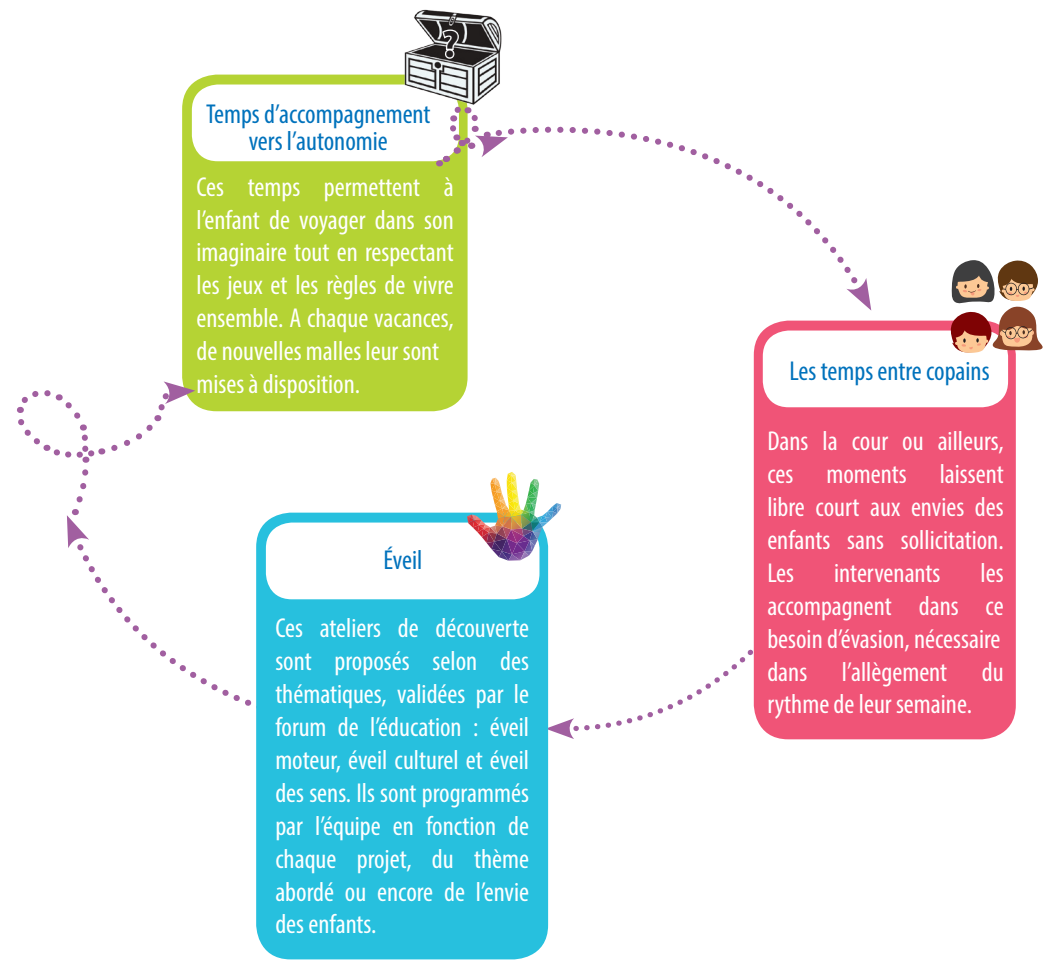 Temps d'accompagnement
vers l'autonomie
Ces temps permettent à
l'enfant de voyager dans son
imaginaire tout en respectant
les jeux et les règles de vivre
ensemble. A chaque vacances,
de nouvelles malles leur sont
mises à disposition.
Les temps entre copains
Dans la cour ou ailleurs,
ces moments laissent
libre court aux envies des
enfants sans sollicitation.
Les intervenants les
accompagnent dans ce
besoin d'évasion, nécessaire
dans l'allègement du
rythme de leur semaine.
Éveil
Ces ateliers de découverte
sont proposés selon des
thématiques, validées par le
forum de l'éducation : éveil
moteur, éveil culturel et éveil
des sens. Ils sont programmés
par l'équipe en fonction de
chaque projet, du thème
abordé ou encore de l'envie
des enfants.